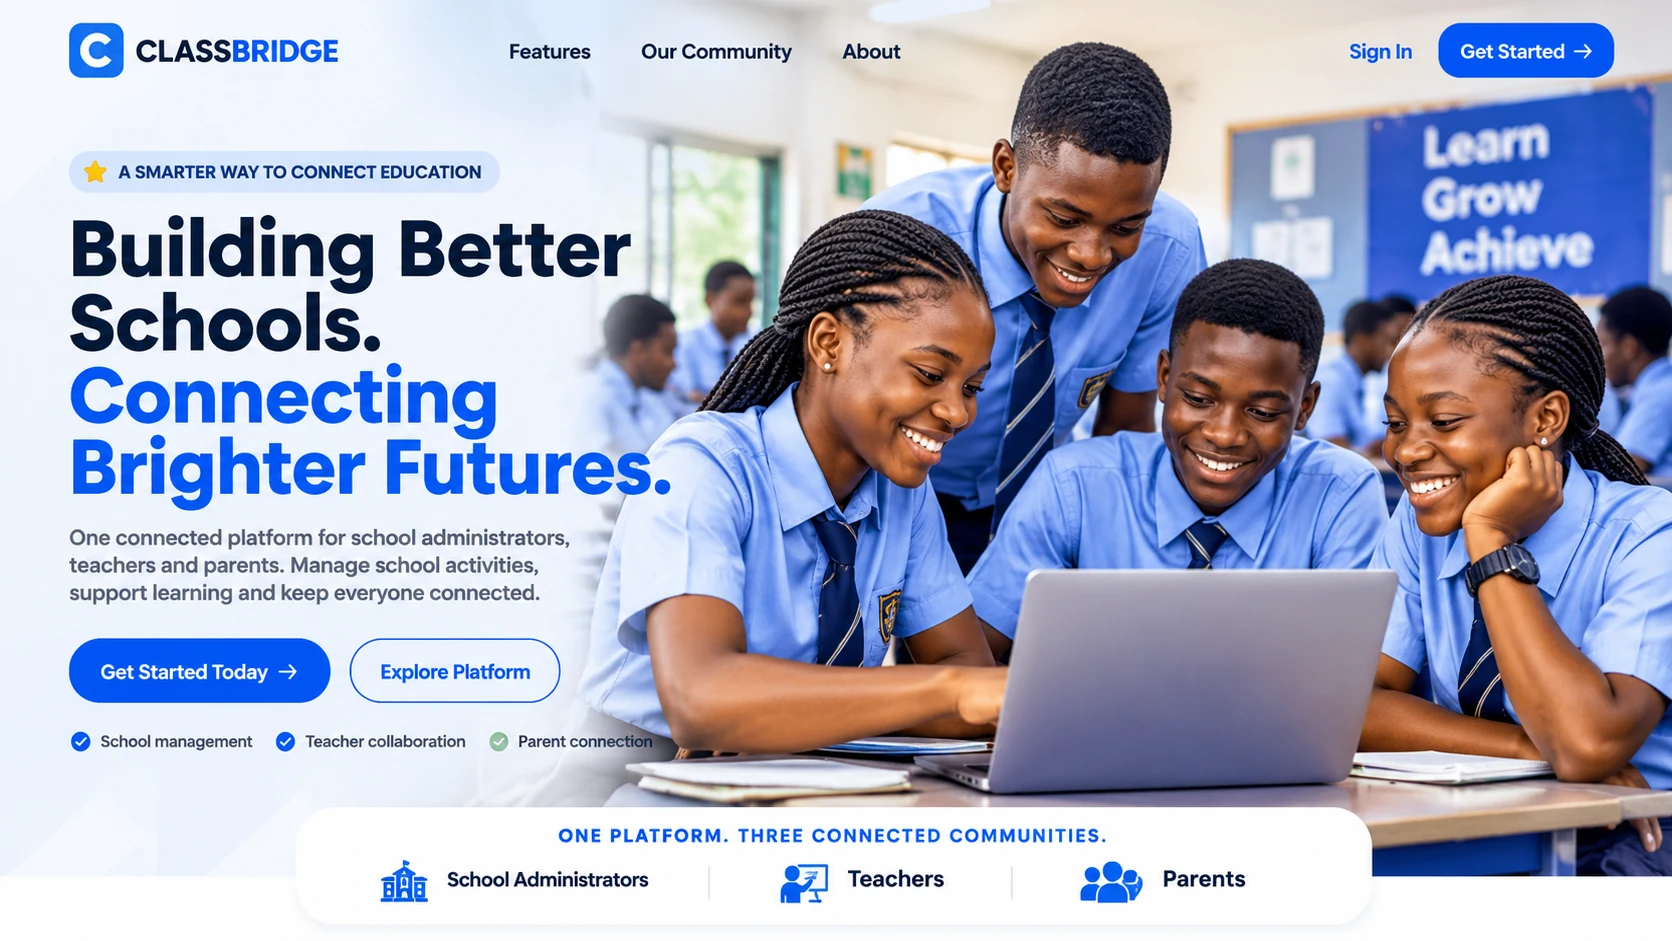 CLASSBRIDGE
Features
Our Community
About
Sign In
Get Started →
A SMARTER WAY TO CONNECT EDUCATION
Building Better
Schools.
Connecting
Brighter Futures.
One connected platform for school administrators,
teachers and parents. Manage school activities,
support learning and keep everyone connected.
Get Started Today →
Explore Platform
School management
Teacher collaboration
Parent connection
Learn
Grow
Achieve
ONE PLATFORM. THREE CONNECTED COMMUNITIES.
School Administrators
Teachers
Parents